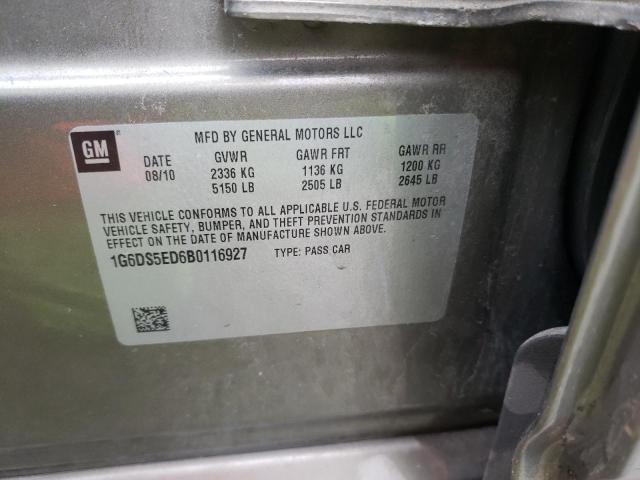 MFD BY GENERAL MOTORS LLC
GM
DATE GVWR GAWR FRT GAWR RR
08/10 2336 KG 1136 KG 1200 KG
5150 LB 2505 LB 2645 LB
THIS VEHICLE CONFORMS TO ALL APPLICABLE U.S. FEDERAL MOTOR
VEHICLE SAFETY, BUMPER, AND THEFT PREVENTION STANDARDS IN
EFFECT ON THE DATE OF MANUFACTURE SHOWN ABOVE.
1G6DS5ED6B0116927 TYPE: PASS CAR